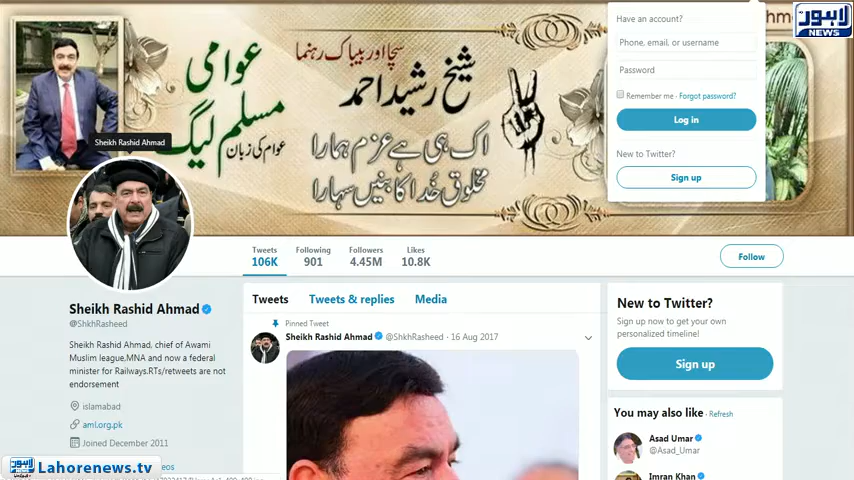 لاہور
NEWS
سچا اور بیباک رہنما
شیخ رشید احمد
عوامی
مسلم لیگ
عوام کی زبان
اک ہی ہے عزم ہمارا
مخلوق خُدا کا بنیں سہارا
Have an account?
Phone, email, or username
Password
Remember me · Forgot password?
Log in
New to Twitter?
Sign up
Sheikh Rashid Ahmad
Tweets
106K
Following
901
Followers
4.45M
Likes
10.8K
Follow
Sheikh Rashid Ahmad
@ShkhRasheed
Sheikh Rashid Ahmad, chief of Awami
Muslim league,MNA and now a federal
minister for Railways.RTs/retweets are not
endorsement
islamabad
aml.org.pk
Joined December 2011
Tweets
Tweets & replies
Media
Pinned Tweet
Sheikh Rashid Ahmad @ShkhRasheed · 16 Aug 2017
New to Twitter?
Sign up now to get your own
personalized timeline!
Sign up
You may also like · Refresh
Asad Umar
@Asad_Umar
Imran Khan
لاہور
Lahorenews.tv